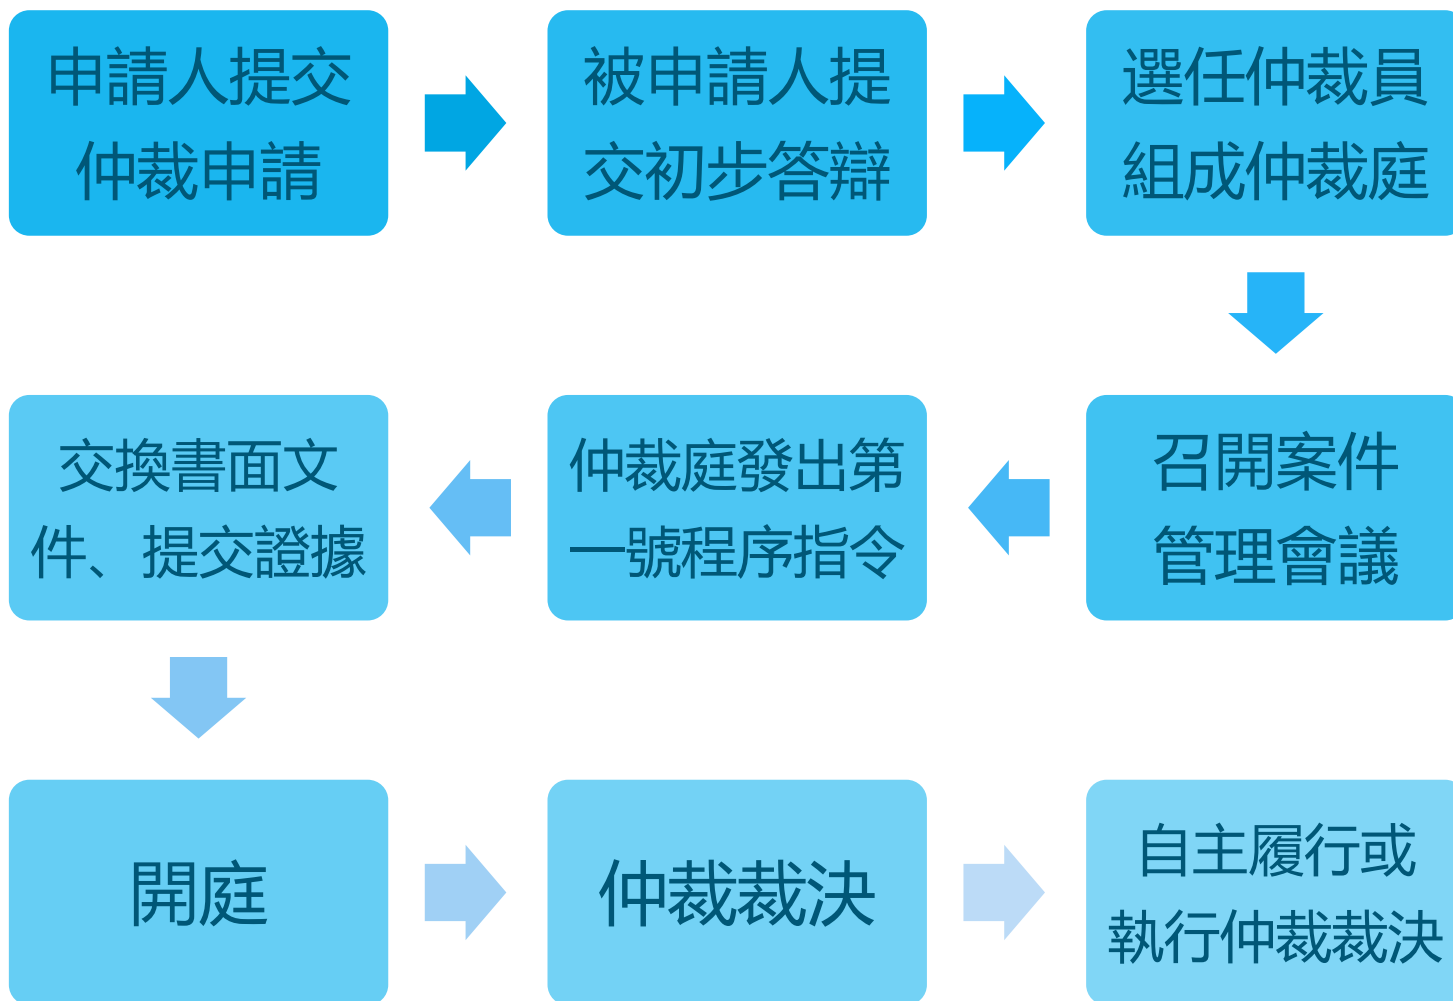 申請人提交
仲裁申請
被申請人提
交初步答辯
選任仲裁員
組成仲裁庭
召開案件
管理會議
仲裁庭發出第
一號程序指令
交換書面文
件、提交證據
開庭
仲裁裁決
自主履行或
執行仲裁裁決